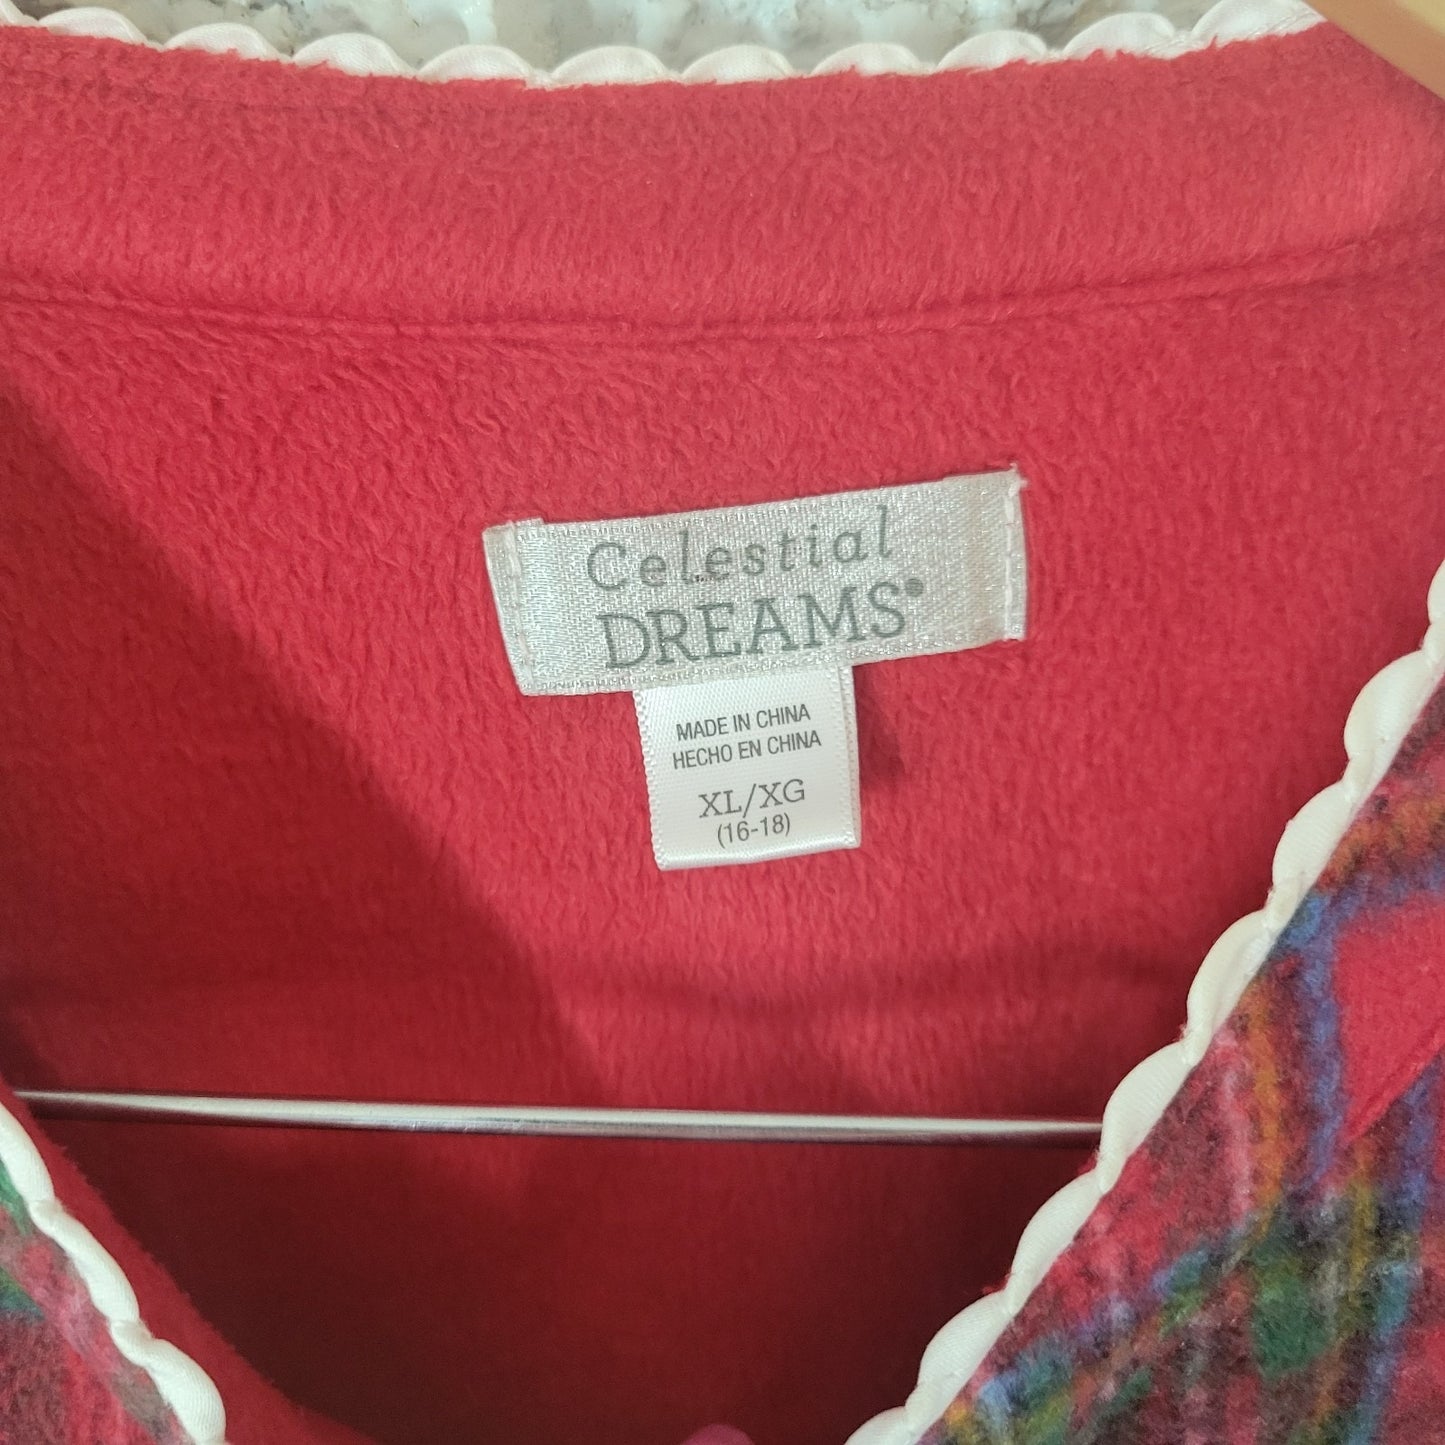 Celestial
DREAMS®
MADE IN CHINA
HECHO EN CHINA
XL/XG
(16-18)